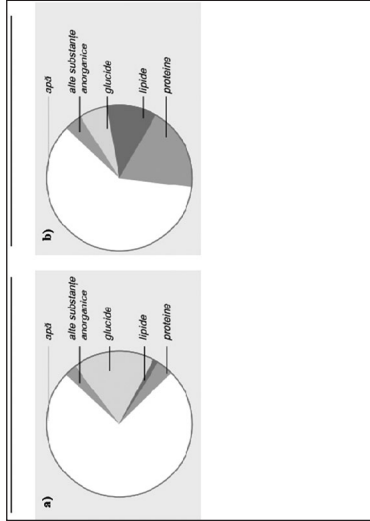 a)
apă
alte substanțe
anorganice
glucide
lipide
proteine
b)
apă
alte substanțe
anorganice
glucide
lipide
proteine